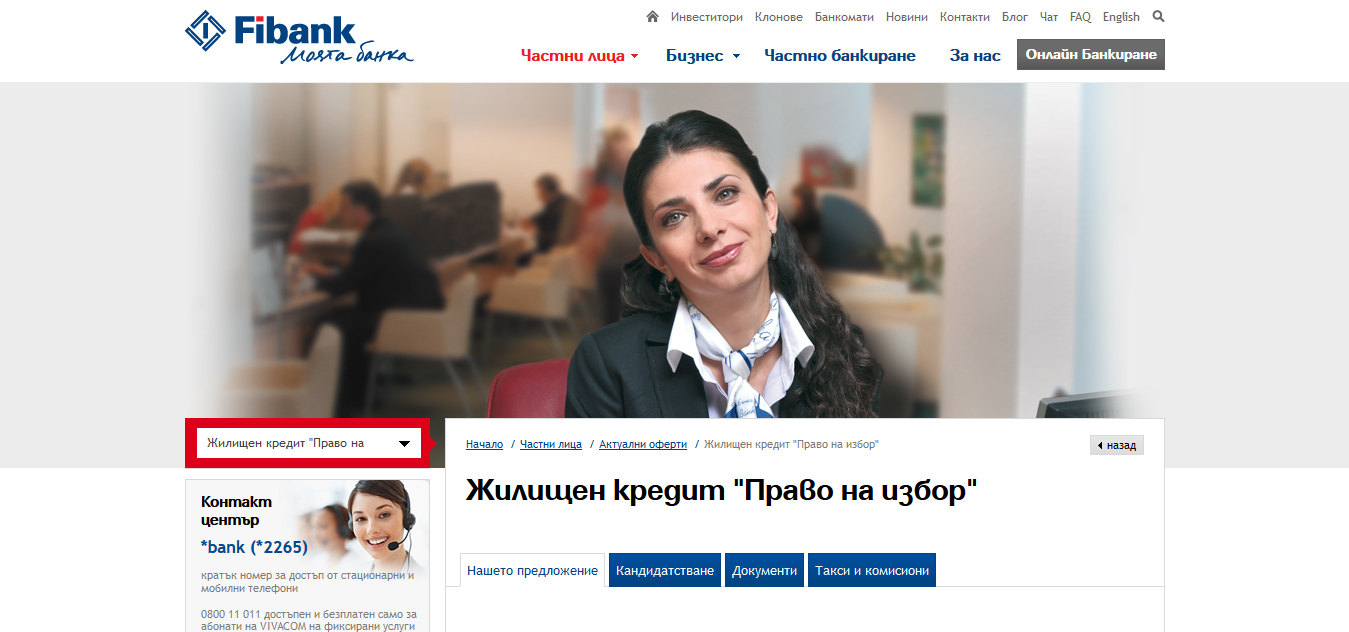 Fibank
Моята банка
Инвеститори Клонове Банкомати Новини Контакти Блог Чат FAQ English
Частни лица Бизнес Частно банкиране За нас Онлайн Банкиране
Жилищен кредит "Право на
Начало / Частни лица / Актуални оферти / Жилищен кредит "Право на избор"
назад
Жилищен кредит "Право на избор"
Контакт
център
*bank (*2265)
кратък номер за достъп от стационарни и
мобилни телефони
0800 11 011 достъпен и безплатен само за
абонати на VIVACOM на фиксирани услуги
Нашето предложение Кандидатстване Документи Такси и комисиони